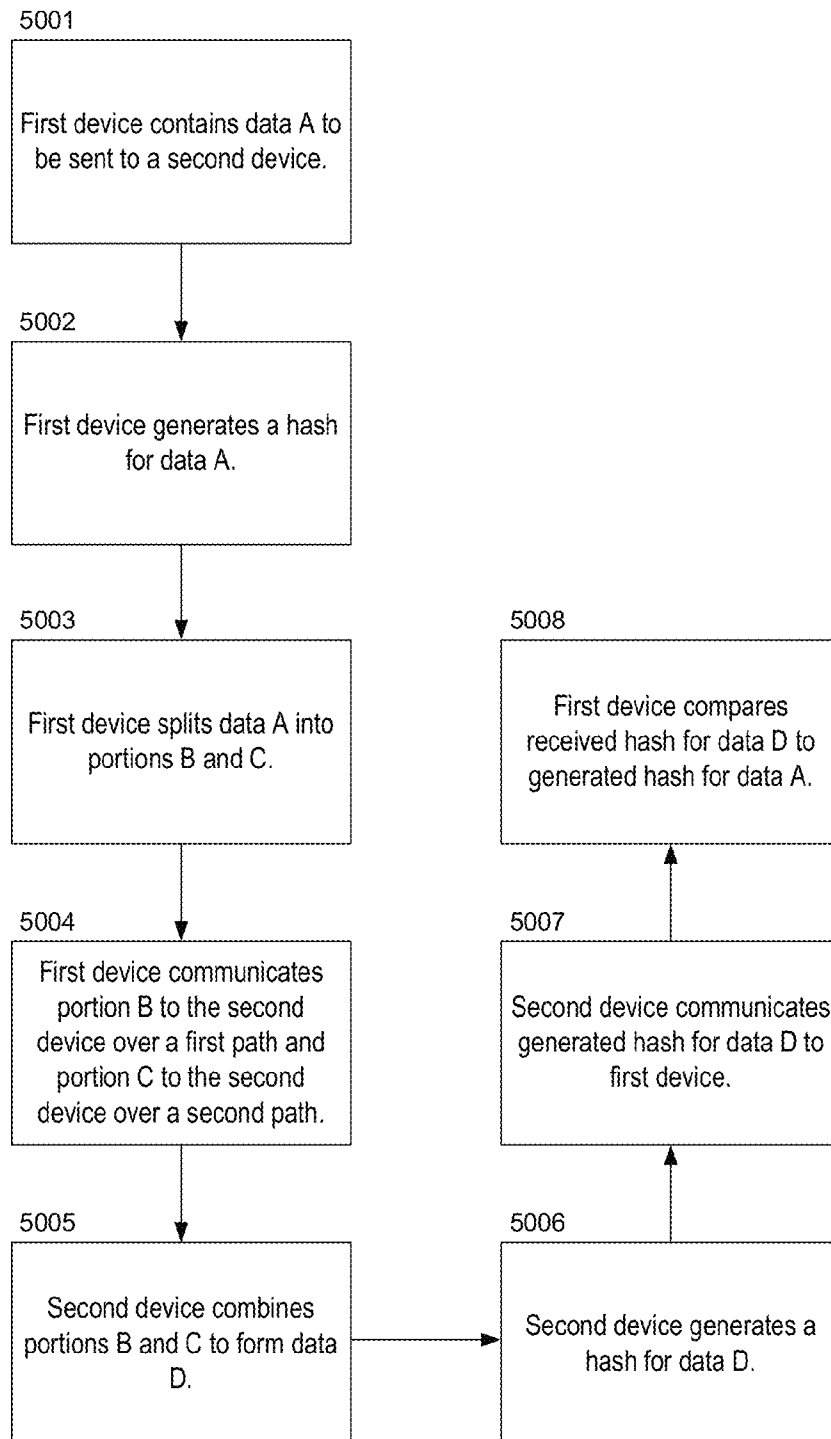 5001
First device contains data A to
be sent to a second device.
5002
First device generates a hash
for data A.
5003
First device splits data A into
portions B and C.
5004
First device communicates
portion B to the second
device over a first path and
portion C to the second
device over a second path.
5005
Second device combines
portions B and C to form data
D.
5006
Second device generates a
hash for data D.
5007
Second device communicates
generated hash for data D to
first device.
5008
First device compares
received hash for data D to
generated hash for data A.